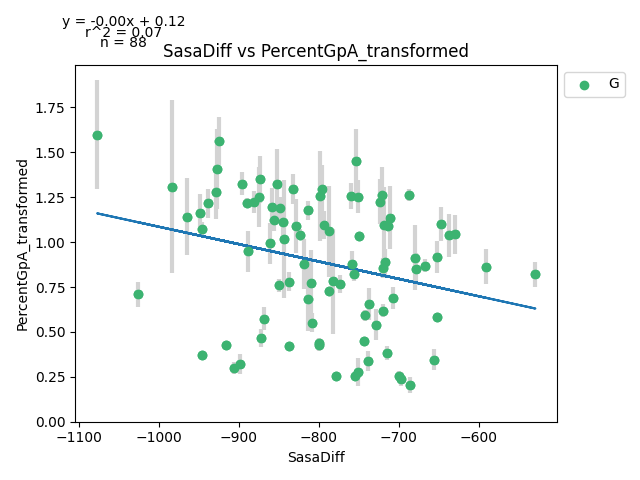 y = -0.00x + 0.12
r^2 = 0.07
n = 88
SasaDiff vs PercentGpA_transformed
G
1.75
1.50
1.25
1.00
0.75
0.50
0.25
0.00
PercentGpA_transformed
−1100 −1000 −900 −800 −700 −600
SasaDiff